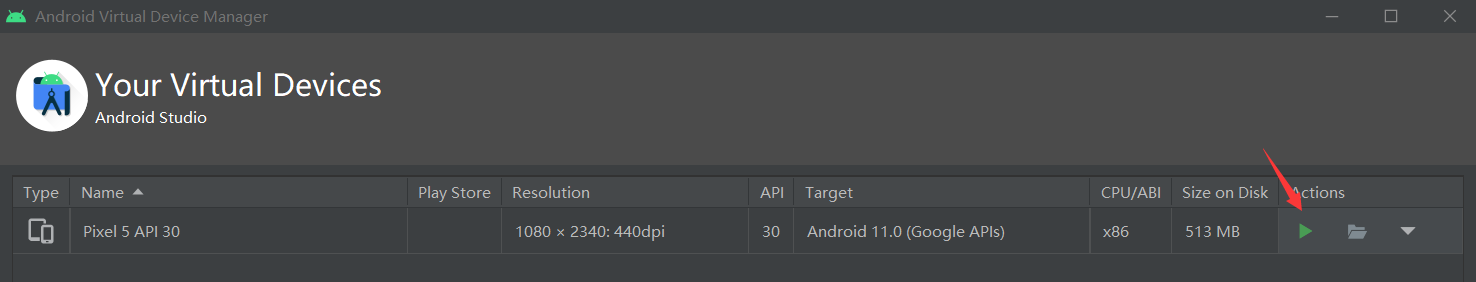 Android Virtual Device Manager
Your Virtual Devices
Android Studio
Type Name Play Store Resolution API Target CPU/ABI Size on Disk Actions
Pixel 5 API 30 1080 × 2340: 440dpi 30 Android 11.0 (Google APIs) x86 513 MB